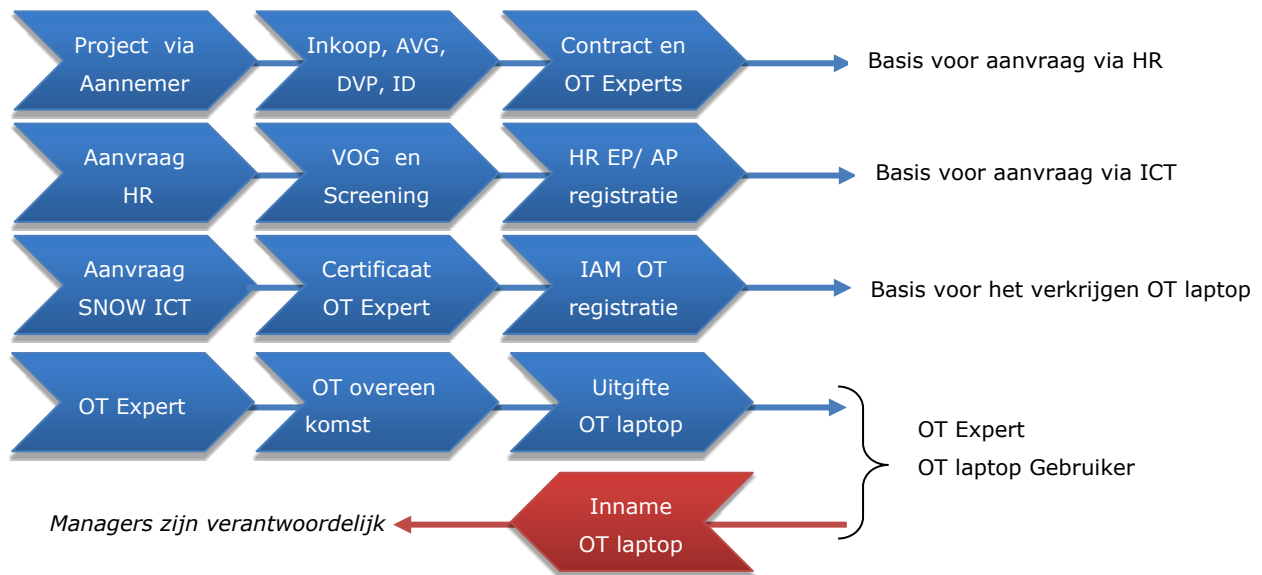 Project via
Aannemer
Inkoop, AVG,
DVP, ID
Contract en
OT Experts
Basis voor aanvraag via HR
Aanvraag
HR
VOG en
Screening
HR EP/ AP
registratie
Basis voor aanvraag via ICT
Aanvraag
SNOW ICT
Certificaat
OT Expert
IAM OT
registratie
Basis voor het verkrijgen OT laptop
OT Expert
OT overeen
komst
Uitgifte
OT laptop
OT Expert
OT laptop Gebruiker
Managers zijn verantwoordelijk
Inname
OT laptop